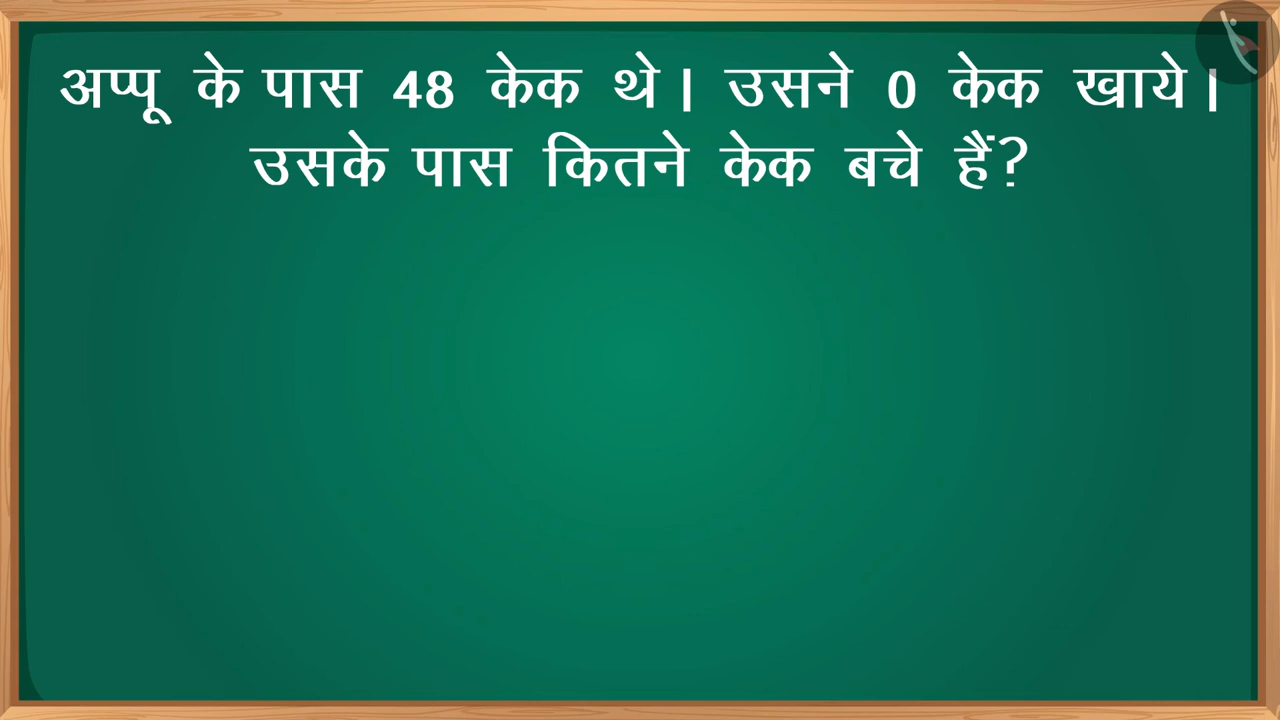 अप्पू के पास 48 केक थे। उसने 0 केक खाये।
उसके पास कितने केक बचे हैं?